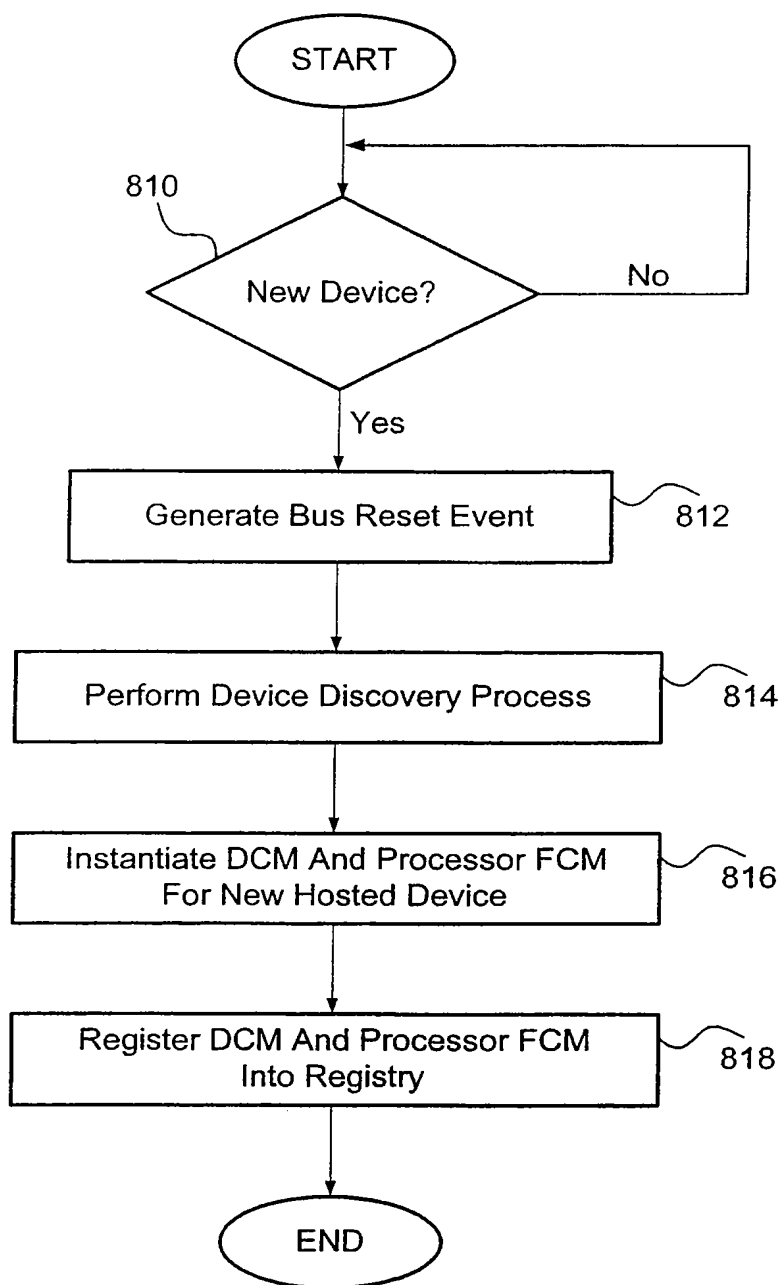 START
810
New Device?
No
Yes
Generate Bus Reset Event
812
Perform Device Discovery Process
814
Instantiate DCM And Processor FCM
For New Hosted Device
816
Register DCM And Processor FCM
Into Registry
818
END